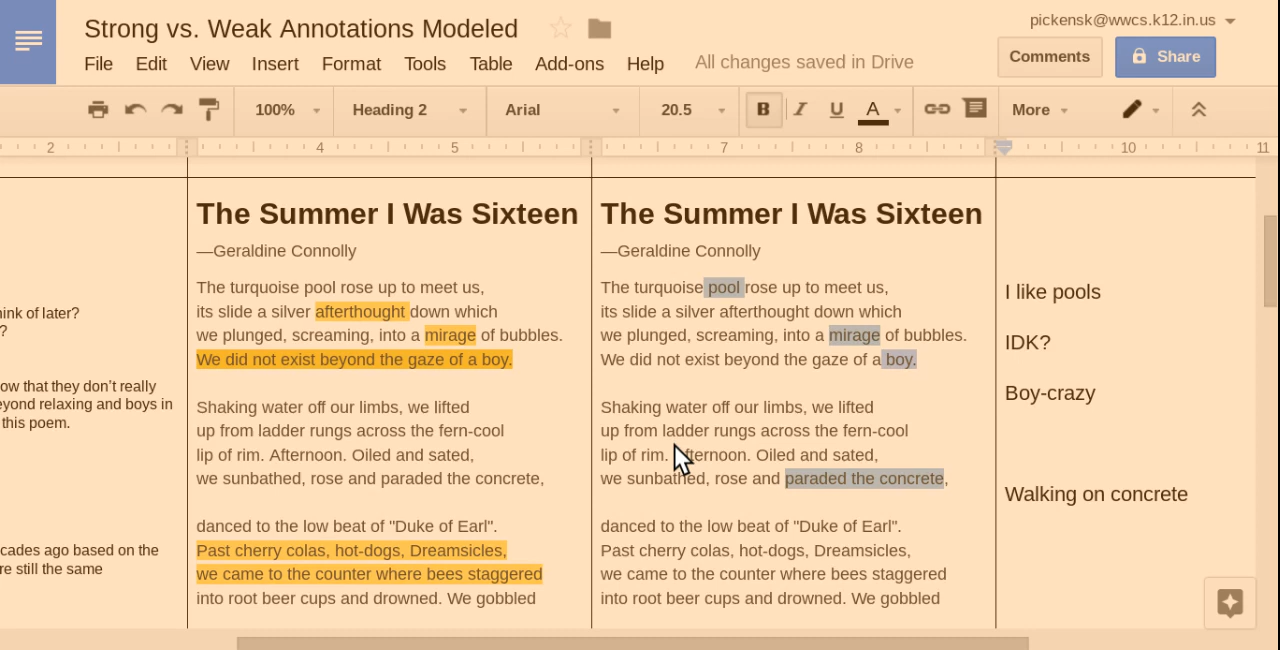 Strong vs. Weak Annotations Modeled
pickensk@wwcs.k12.in.us
File Edit View Insert Format Tools Table Add-ons Help All changes saved in Drive
Comments
Share
100% Heading 2 Arial 20.5 B I U A More
2 4 5 7 8 10 11
hink of later?
?
ow that they don't really
eyond relaxing and boys in
this poem.
cades ago based on the
re still the same
The Summer I Was Sixteen
—Geraldine Connolly
The turquoise pool rose up to meet us,
its slide a silver afterthought down which
we plunged, screaming, into a mirage of bubbles.
We did not exist beyond the gaze of a boy.
Shaking water off our limbs, we lifted
up from ladder rungs across the fern-cool
lip of rim. Afternoon. Oiled and sated,
we sunbathed, rose and paraded the concrete,
danced to the low beat of "Duke of Earl".
Past cherry colas, hot-dogs, Dreamsicles,
we came to the counter where bees staggered
into root beer cups and drowned. We gobbled
The Summer I Was Sixteen
—Geraldine Connolly
The turquoise pool rose up to meet us,
its slide a silver afterthought down which
we plunged, screaming, into a mirage of bubbles.
We did not exist beyond the gaze of a boy.
Shaking water off our limbs, we lifted
up from ladder rungs across the fern-cool
lip of rim. Afternoon. Oiled and sated,
we sunbathed, rose and paraded the concrete,
danced to the low beat of "Duke of Earl".
Past cherry colas, hot-dogs, Dreamsicles,
we came to the counter where bees staggered
into root beer cups and drowned. We gobbled
I like pools
IDK?
Boy-crazy
Walking on concrete